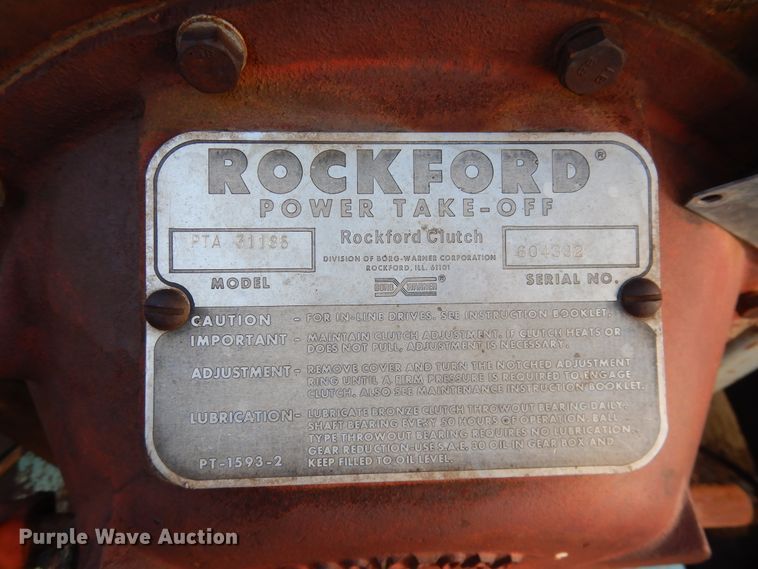 ROCKFORD®
POWER TAKE-OFF
Rockford Clutch
DIVISION OF BORG-WARNER CORPORATION
ROCKFORD, ILL. 61101
BORG WARNER ®
PTA
MODEL
604392
SERIAL NO.
CAUTION - FOR IN-LINE DRIVES. SEE INSTRUCTION BOOKLET.
IMPORTANT - MAINTAIN CLUTCH ADJUSTMENT. IF CLUTCH HEATS OR
DOES NOT PULL, ADJUSTMENT IS NECESSARY.
ADJUSTMENT - REMOVE COVER AND TURN THE NOTCHED ADJUSTMENT
RING UNTIL A FIRM PRESSURE IS REQUIRED TO ENGAGE
CLUTCH. ALSO SEE MAINTENANCE INSTRUCTION BOOKLET.
LUBRICATION - LUBRICATE BRONZE CLUTCH THROWOUT BEARING DAILY.
SHAFT BEARING EVERY 50 HOURS OF OPERATION. BALL
TYPE THROWOUT BEARING REQUIRES NO LUBRICATION.
GEAR REDUCTION-USE S.A.E. 30 OIL IN GEAR BOX AND
KEEP FILLED TO OIL LEVEL.
PT-1593-2
Purple Wave Auction